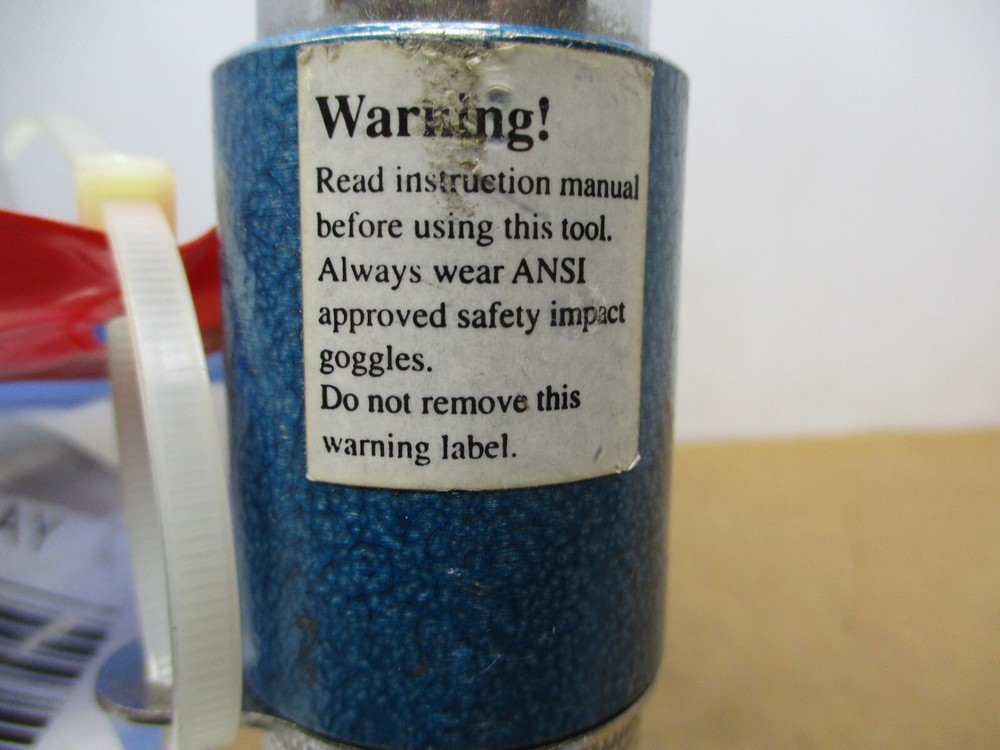 Warning!
Read instruction manual
before using this tool.
Always wear ANSI
approved safety impact
goggles.
Do not remove this
warning label.
AY